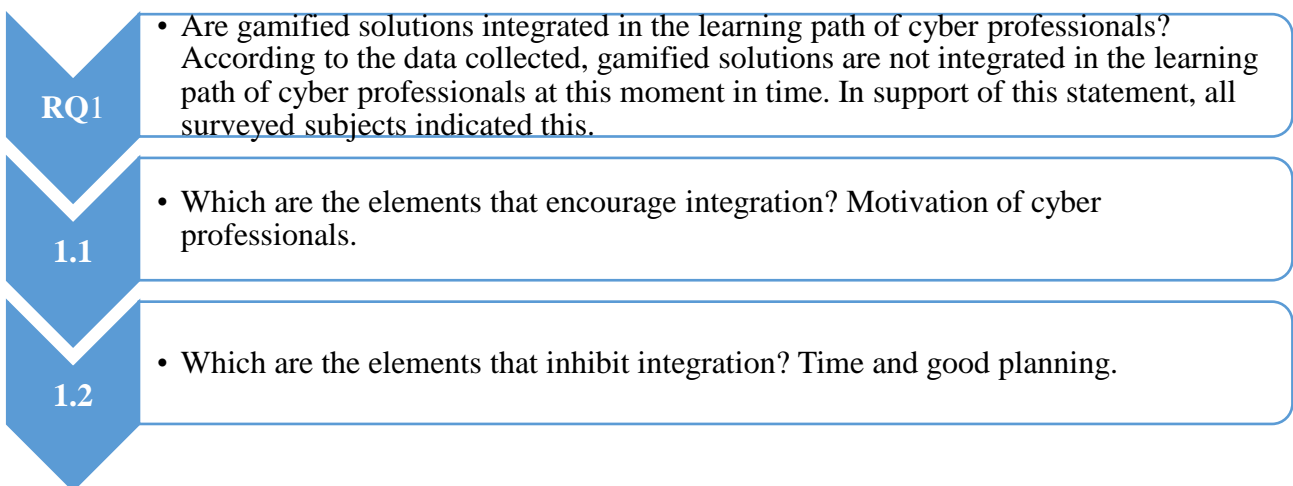 RQ1
• Are gamified solutions integrated in the learning path of cyber professionals?
According to the data collected, gamified solutions are not integrated in the learning
path of cyber professionals at this moment in time. In support of this statement, all
surveyed subjects indicated this.
1.1
• Which are the elements that encourage integration? Motivation of cyber
professionals.
1.2
• Which are the elements that inhibit integration? Time and good planning.